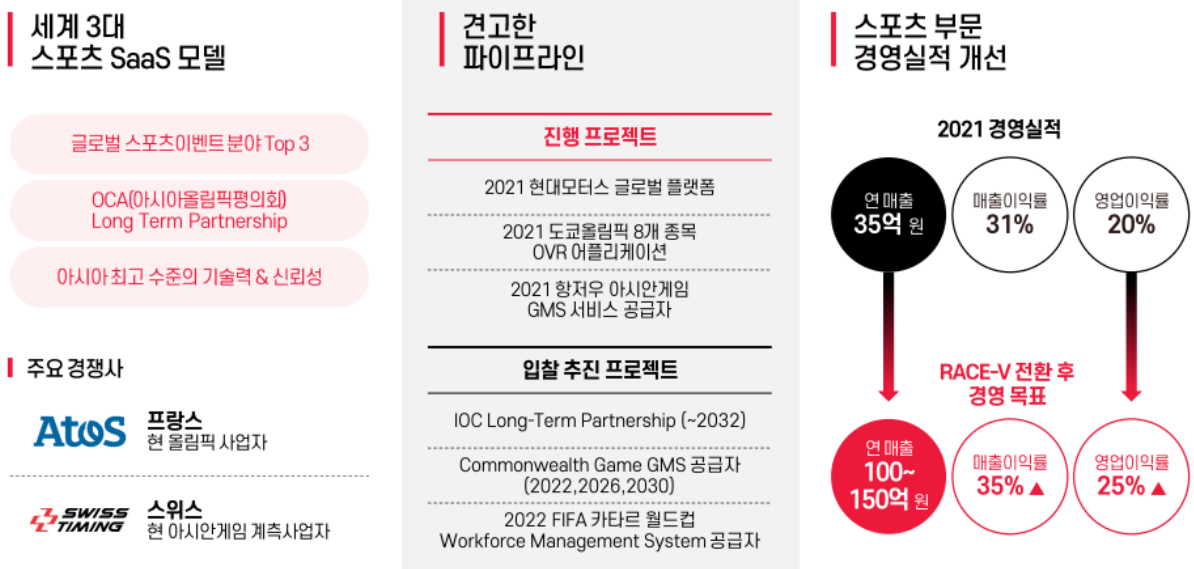 세계 3대
스포츠 SaaS 모델
글로벌 스포츠이벤트 분야 Top 3
OCA(아시아올림픽평의회)
Long Term Partnership
아시아 최고 수준의 기술력 & 신뢰성
주요 경쟁사
Atos
프랑스
현 올림픽 사업자
SWISS
TIMING
스위스
현 아시안게임 계측사업자
견고한
파이프라인
진행 프로젝트
2021 현대모터스 글로벌 플랫폼
2021 도쿄올림픽 8개 종목
OVR 어플리케이션
2021 항저우 아시안게임
GMS 서비스 공급자
입찰 추진 프로젝트
IOC Long-Term Partnership (~2032)
Commonwealth Game GMS 공급자
(2022,2026,2030)
2022 FIFA 카타르 월드컵
Workforce Management System 공급자
스포츠 부문
경영실적 개선
2021 경영실적
연 매출
35억 원
매출이익률
31%
영업이익률
20%
RACE-V 전환 후
경영 목표
연 매출
100~
150억 원
매출이익률
35% ▲
영업이익률
25% ▲